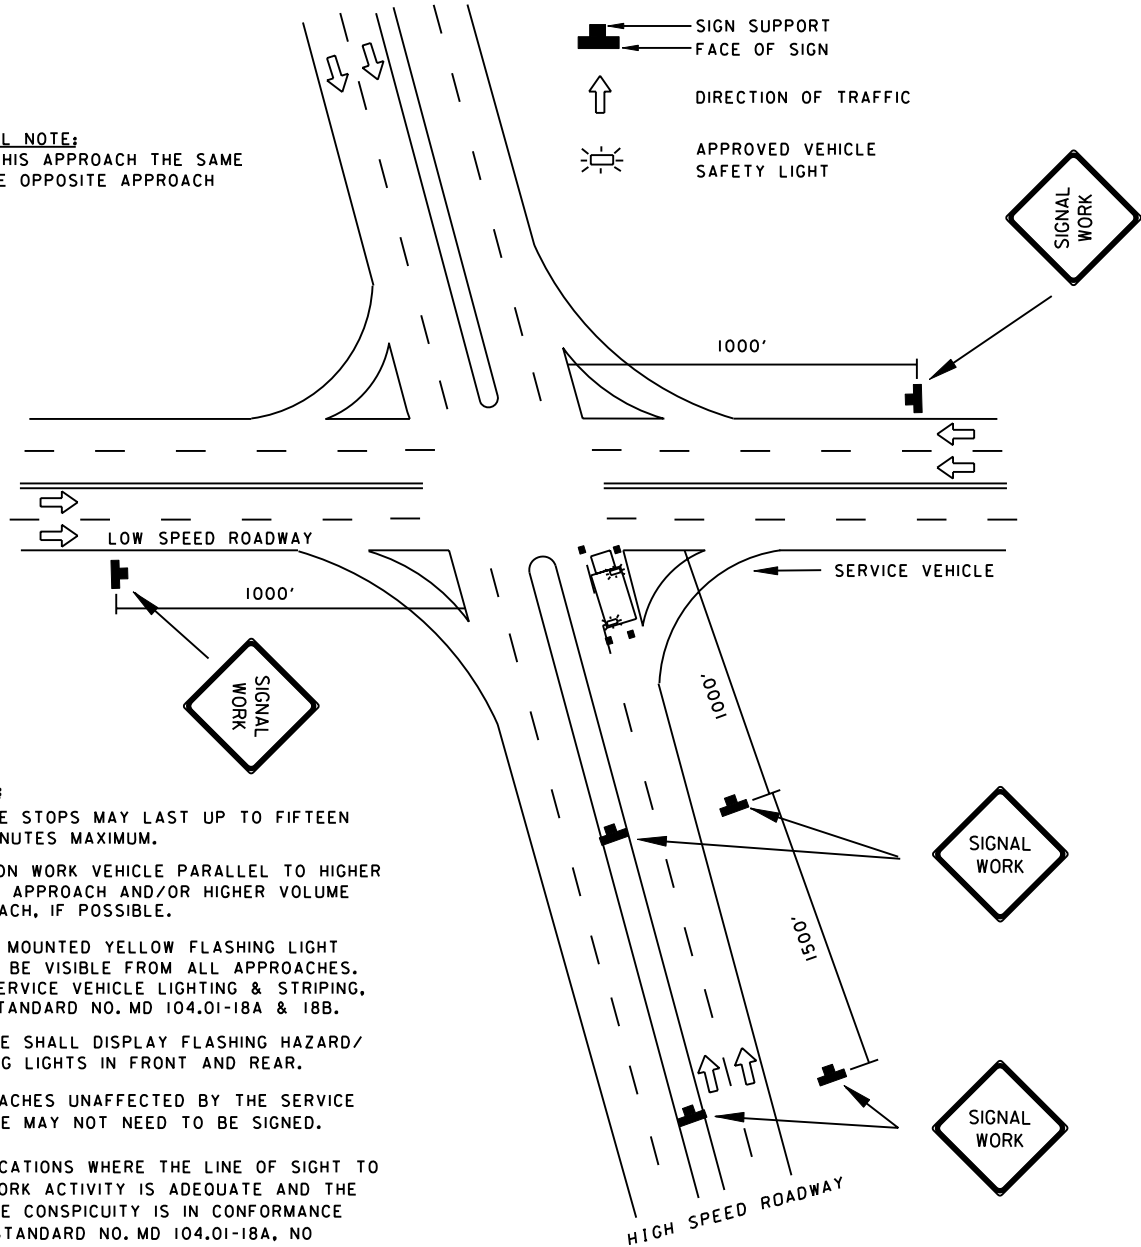 SIGN SUPPORT
FACE OF SIGN
DIRECTION OF TRAFFIC
APPROVED VEHICLE
SAFETY LIGHT
L NOTE:
HIS APPROACH THE SAME
E OPPOSITE APPROACH
SIGNAL
WORK
1000'
LOW SPEED ROADWAY
1000'
SERVICE VEHICLE
SIGNAL
WORK
1000'
:
E STOPS MAY LAST UP TO FIFTEEN
NUTES MAXIMUM.
ON WORK VEHICLE PARALLEL TO HIGHER
APPROACH AND/OR HIGHER VOLUME
ACH, IF POSSIBLE.
MOUNTED YELLOW FLASHING LIGHT
BE VISIBLE FROM ALL APPROACHES.
ERVICE VEHICLE LIGHTING & STRIPING,
TANDARD NO. MD 104.01-18A & 18B.
E SHALL DISPLAY FLASHING HAZARD/
G LIGHTS IN FRONT AND REAR.
ACHES UNAFFECTED BY THE SERVICE
E MAY NOT NEED TO BE SIGNED.
CATIONS WHERE THE LINE OF SIGHT TO
ORK ACTIVITY IS ADEQUATE AND THE
E CONSPICUITY IS IN CONFORMANCE
STANDARD NO. MD 104.01-18A, NO
SIGNAL
WORK
1500'
SIGNAL
WORK
HIGH SPEED ROADWAY